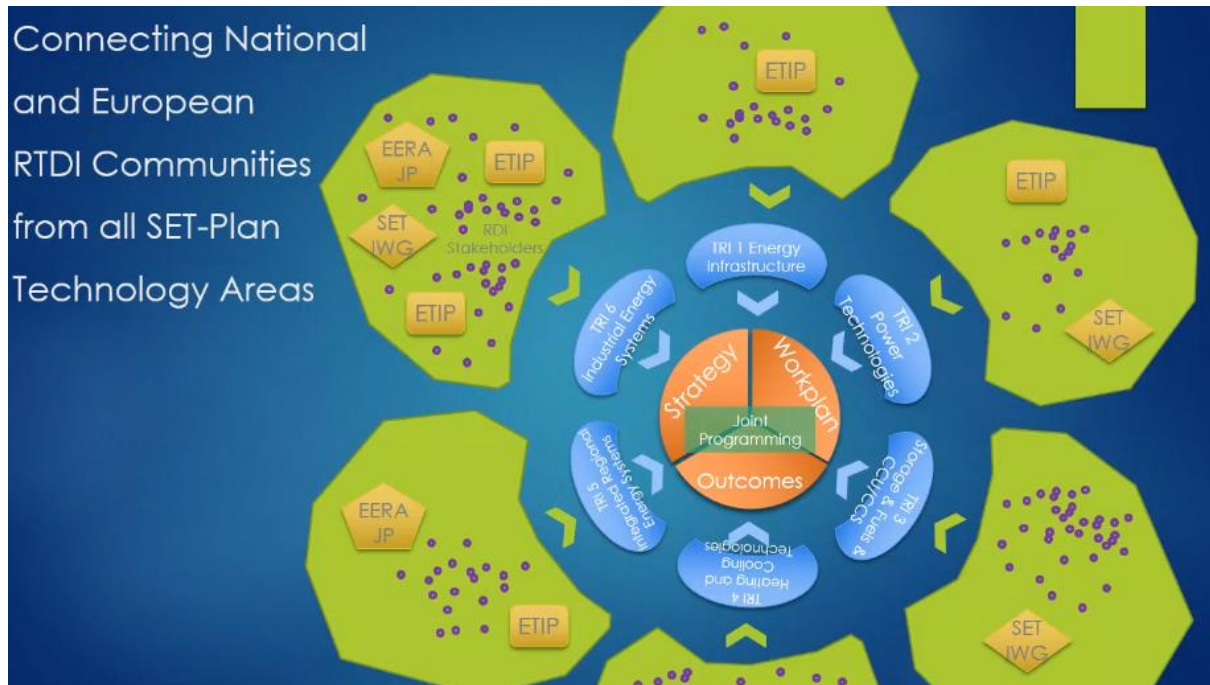 Connecting National
and European
RTDI Communities
from all SET-Plan
Technology Areas
ETIP
EERA
JP
ETIP
SET
IWG
RDI
Stakeholders
ETIP
ETIP
SET
IWG
TRI 1 Energy
Infrastructure
TRI 2
Power
Technologies
TRI 3
Storage & Fuels &
CCU/CCS
TRI 4
Heating and
Cooling
Technologies
TRI 5
Integrated Regional
Energy Systems
TRI 6
Industrial Energy
Systems
Strategy
Workplan
Joint
Programming
Outcomes
EERA
JP
ETIP
SET
IWG